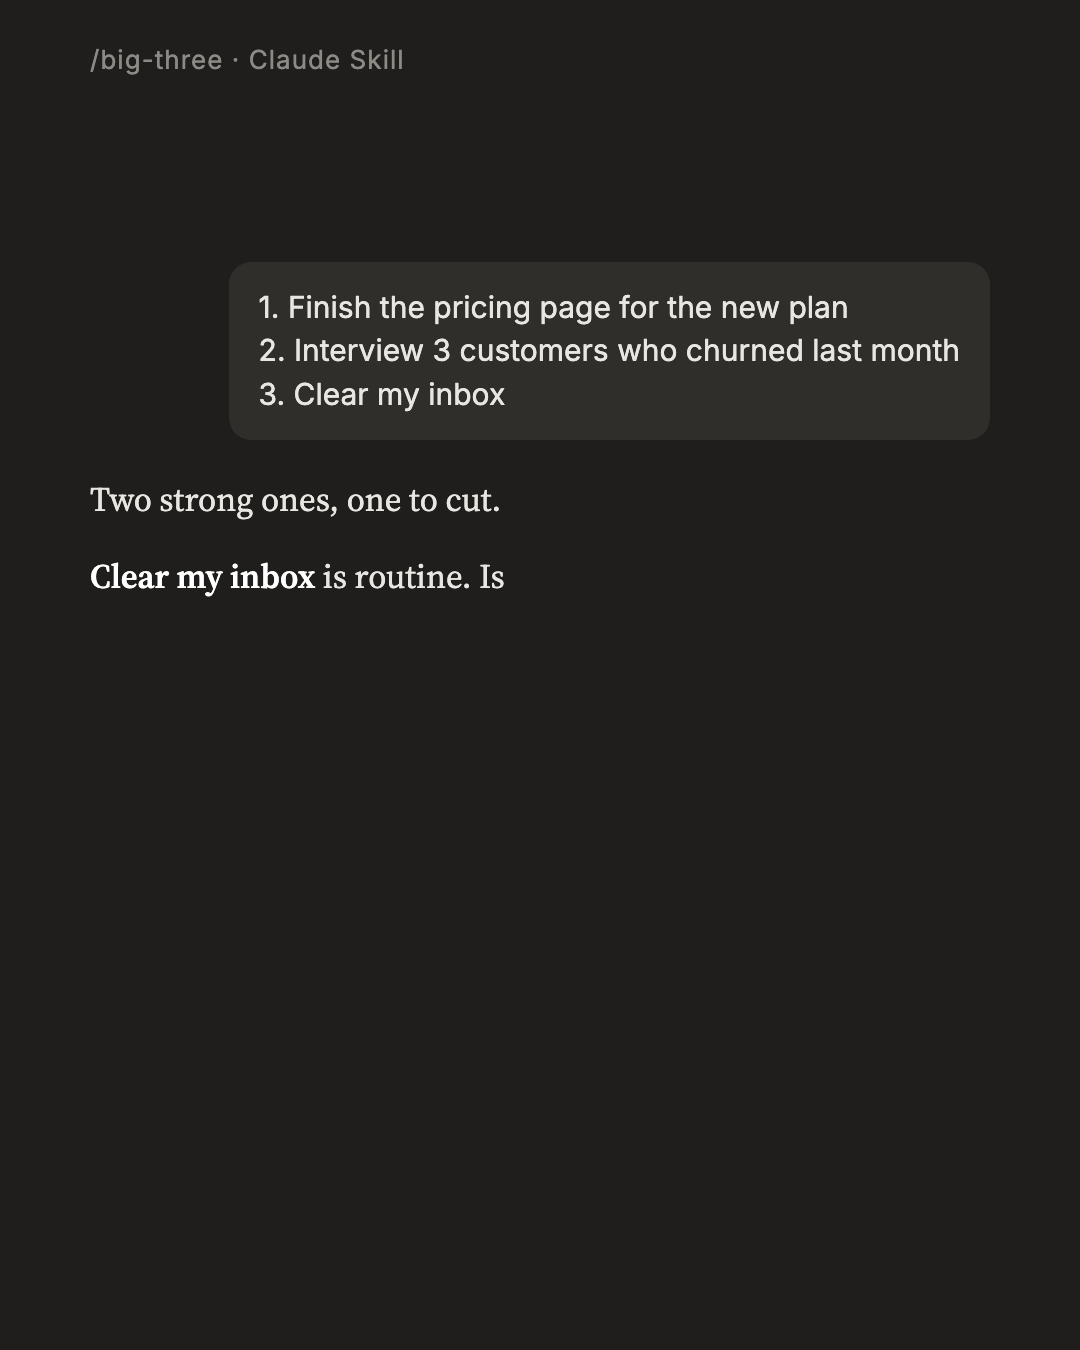 /big-three · Claude Skill
1. Finish the pricing page for the new plan
2. Interview 3 customers who churned last month
3. Clear my inbox
Two strong ones, one to cut.
Clear my inbox is routine. Is